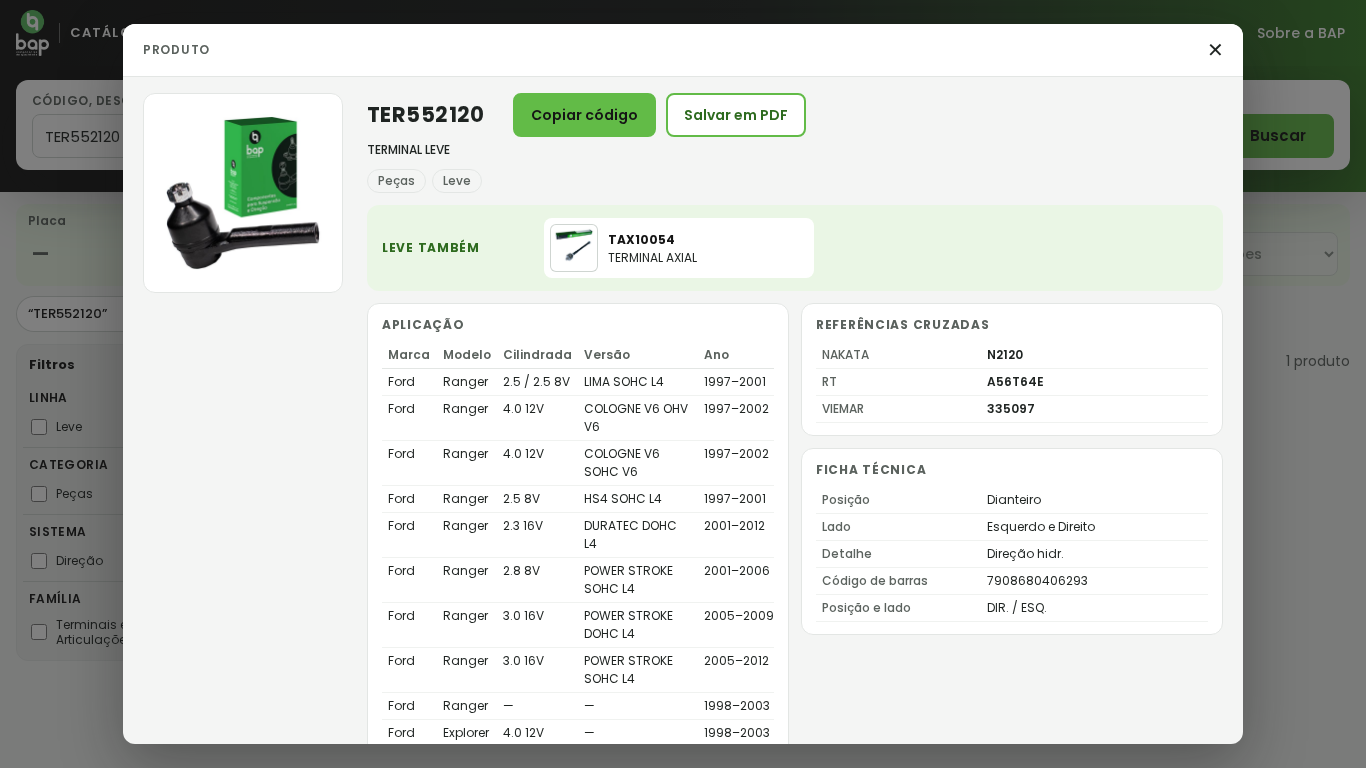 bap
CATÁLO
Sobre a BAP
PRODUTO
CÓDIGO, DESC
TER552120
Buscar
TER552120
Copiar código
Salvar em PDF
TERMINAL LEVE
Peças
Leve
bap
Componentes
para Suspensão
e Direção
Placa
—
ões
LEVE TAMBÉM
TAX10054
TERMINAL AXIAL
“TER552120”
1 produto
Filtros
LINHA
Leve
CATEGORIA
Peças
SISTEMA
Direção
FAMÍLIA
Terminais e
Articulaçõe
APLICAÇÃO
Marca Modelo Cilindrada Versão Ano
Ford Ranger 2.5 / 2.5 8V LIMA SOHC L4 1997–2001
Ford Ranger 4.0 12V COLOGNE V6 OHV 1997–2002
V6
Ford Ranger 4.0 12V COLOGNE V6 1997–2002
SOHC V6
Ford Ranger 2.5 8V HS4 SOHC L4 1997–2001
Ford Ranger 2.3 16V DURATEC DOHC 2001–2012
L4
Ford Ranger 2.8 8V POWER STROKE 2001–2006
SOHC L4
Ford Ranger 3.0 16V POWER STROKE 2005–2009
DOHC L4
Ford Ranger 3.0 16V POWER STROKE 2005–2012
SOHC L4
Ford Ranger — — 1998–2003
Ford Explorer 4.0 12V — 1998–2003
REFERÊNCIAS CRUZADAS
NAKATA N2120
RT A56T64E
VIEMAR 335097
FICHA TÉCNICA
Posição Dianteiro
Lado Esquerdo e Direito
Detalhe Direção hidr.
Código de barras 7908680406293
Posição e lado DIR. / ESQ.